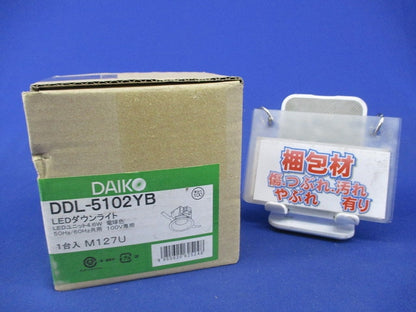 DAIKO
DDL-5102YB
LEDダウンライト
LEDユニット4.6W 電球色
50Hz/60Hz共用 100V専用
1台入 M127U
梱包材
傷・つぶれ・汚れ
やぶれ 有り